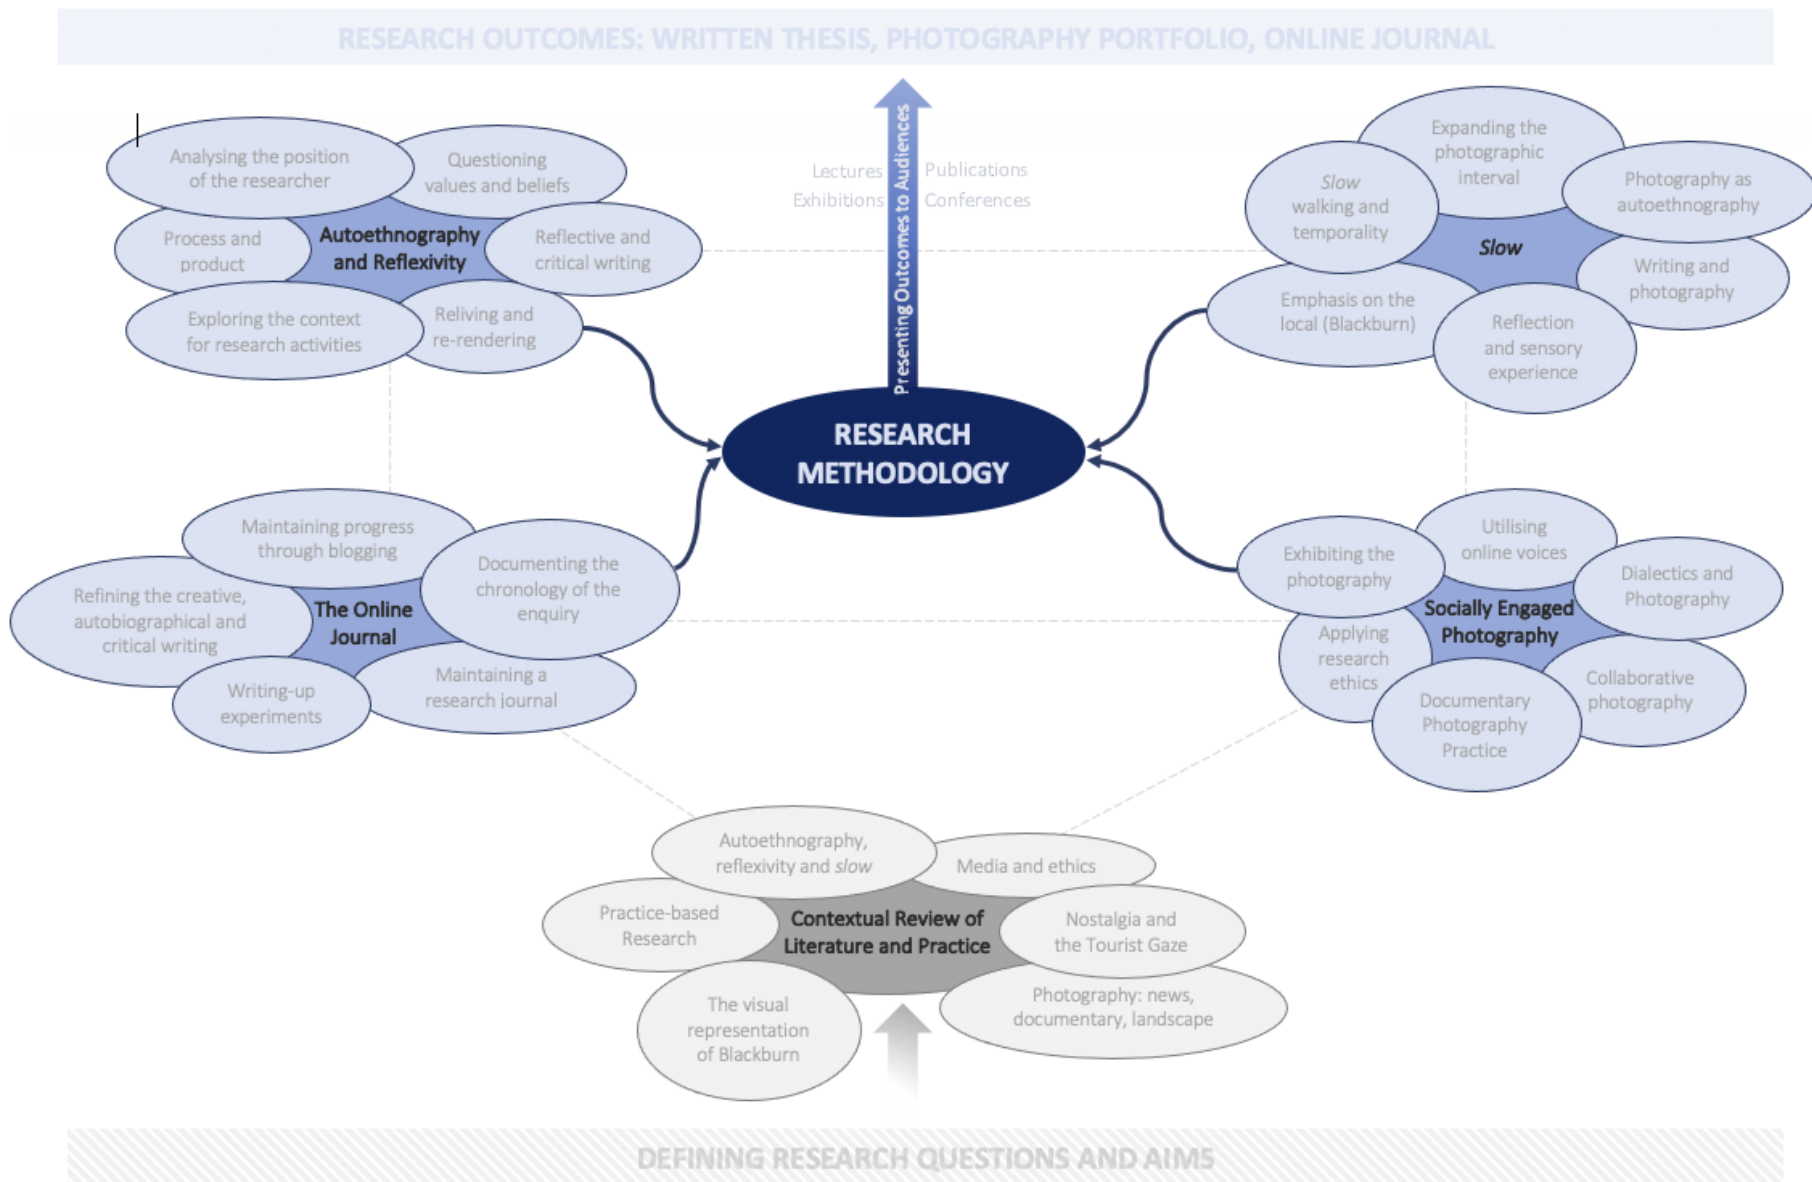 RESEARCH OUTCOMES: WRITTEN THESIS, PHOTOGRAPHY PORTFOLIO, ONLINE JOURNAL
Presenting Outcomes to Audiences
Lectures
Exhibitions
Publications
Conferences
Analysing the position
of the researcher
Questioning
values and beliefs
Process and
product
Autoethnography
and Reflexivity
Reflective and
critical writing
Exploring the context
for research activities
Reliving and
re-rendering
Expanding the
photographic
interval
Slow
walking and
temporality
Photography as
autoethnography
Slow
Writing and
photography
Emphasis on the
local (Blackburn)
Reflection
and sensory
experience
RESEARCH
METHODOLOGY
Maintaining progress
through blogging
Documenting the
chronology of the
enquiry
Refining the creative,
autobiographical and
critical writing
The Online
Journal
Writing-up
experiments
Maintaining a
research journal
Utilising
online voices
Exhibiting the
photography
Dialectics and
Photography
Socially Engaged
Photography
Applying
research
ethics
Collaborative
photography
Documentary
Photography
Practice
Autoethnography,
reflexivity and slow
Media and ethics
Practice-based
Research
Contextual Review of
Literature and Practice
Nostalgia and
the Tourist Gaze
The visual
representation
of Blackburn
Photography: news,
documentary, landscape
DEFINING RESEARCH QUESTIONS AND AIMS